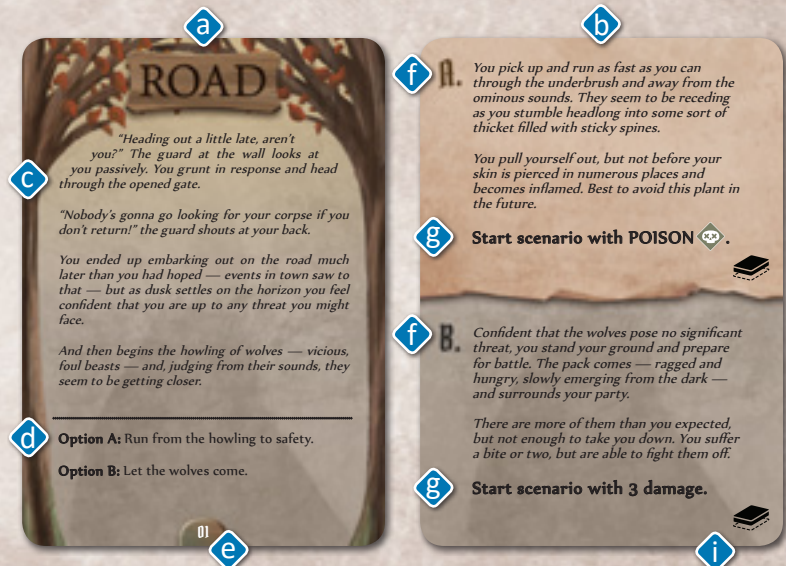 a
b
ROAD
c
“Heading out a little late, aren’t
you?” The guard at the wall looks at
you passively. You grunt in response and head
through the opened gate.
“Nobody’s gonna go looking for your corpse if you
don’t return!” the guard shouts at your back.
You ended up embarking out on the road much
later than you had hoped — events in town saw to
that — but as dusk settles on the horizon you feel
confident that you are up to any threat you might
face.
And then begins the howling of wolves — vicious,
foul beasts — and, judging from their sounds, they
seem to be getting closer.
d
Option A: Run from the howling to safety.
Option B: Let the wolves come.
01
e
f
A.
You pick up and run as fast as you can
through the underbrush and away from the
ominous sounds. They seem to be receding
as you stumble headlong into some sort of
thicket filled with sticky spines.
You pull yourself out, but not before your
skin is pierced in numerous places and
becomes inflamed. Best to avoid this plant in
the future.
g
Start scenario with POISON .
f
B.
Confident that the wolves pose no significant
threat, you stand your ground and prepare
for battle. The pack comes — ragged and
hungry, slowly emerging from the dark —
and surrounds your party.
There are more of them than you expected,
but not enough to take you down. You suffer
a bite or two, but are able to fight them off.
g
Start scenario with 3 damage.
i